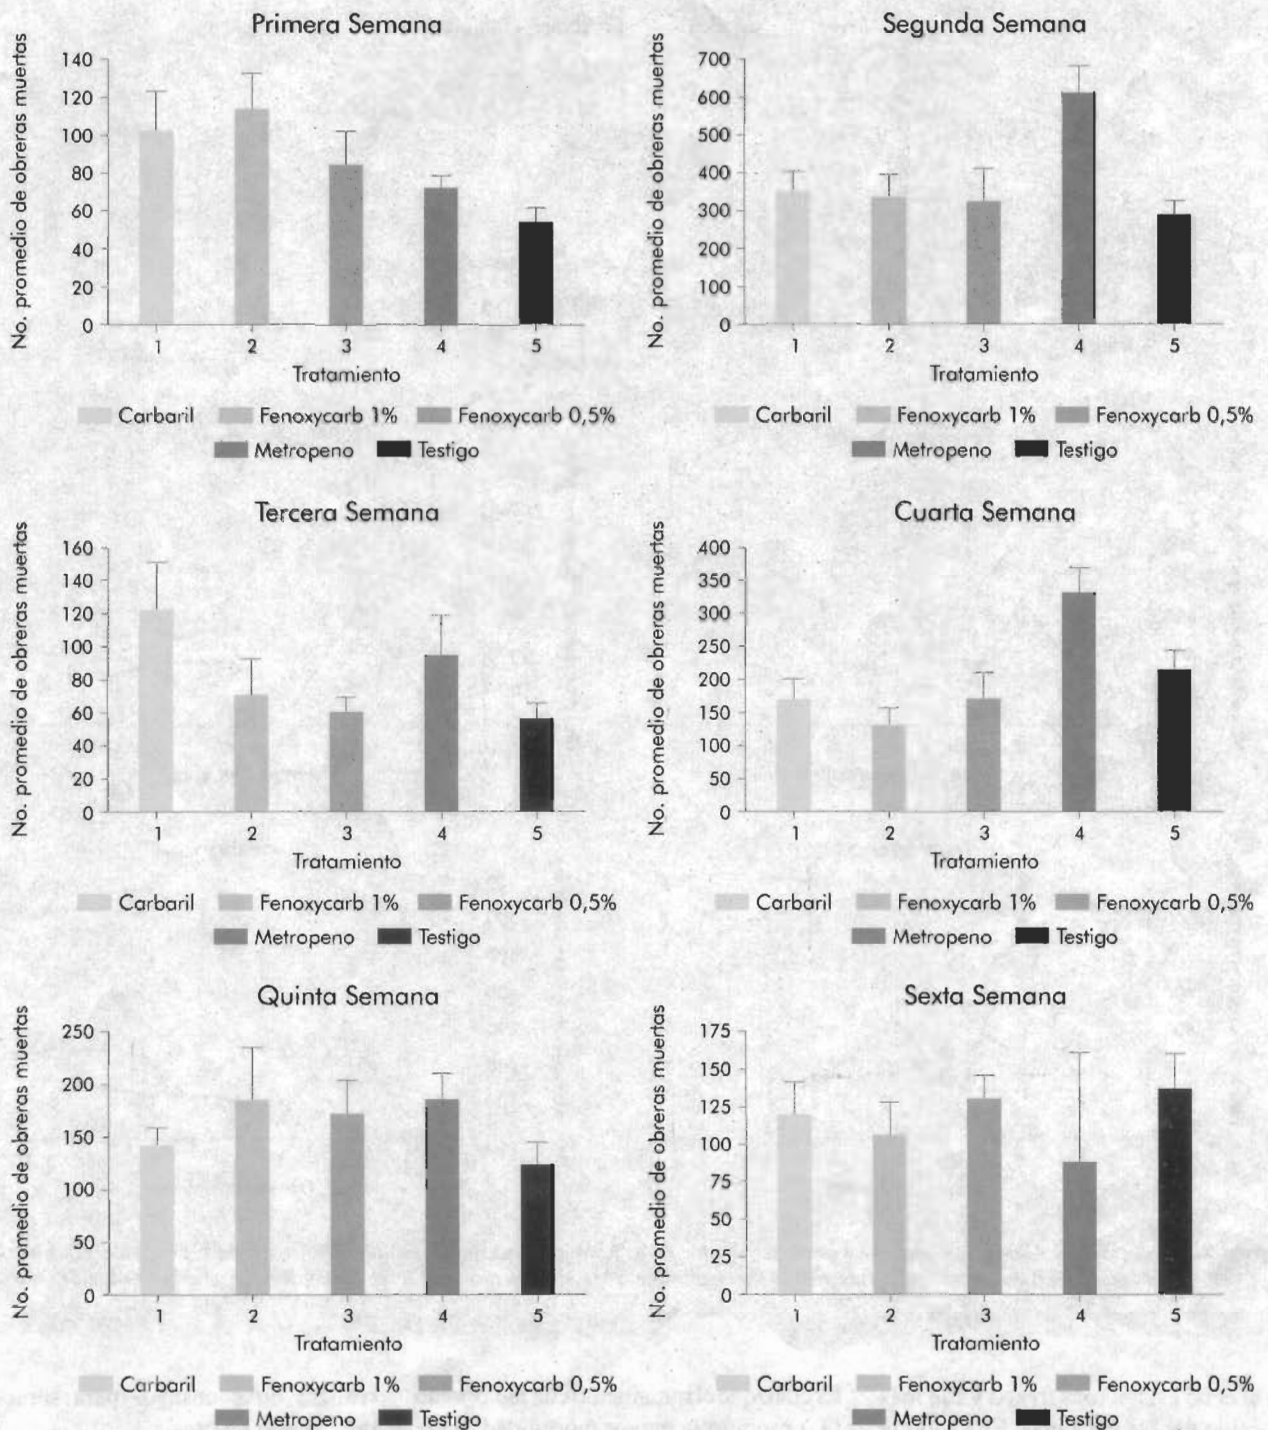 Primera Semana
No. promedio de obreras muertas
140
120
100
80
60
40
20
0
1 2 3 4 5
Tratamiento
Carbaril Fenoxycarb 1% Fenoxycarb 0,5%
Metropeno Testigo
Segunda Semana
No. promedio de obreras muertas
700
600
500
400
300
200
100
0
1 2 3 4 5
Tratamiento
Carbaril Fenoxycarb 1% Fenoxycarb 0,5%
Metropeno Testigo
Tercera Semana
No. promedio de obreras muertas
160
140
120
100
80
60
40
20
0
1 2 3 4 5
Tratamiento
Carbaril Fenoxycarb 1% Fenoxycarb 0,5%
Metropeno Testigo
Cuarta Semana
No. promedio de obreras muertas
400
350
300
250
200
150
100
50
0
1 2 3 4 5
Tratamiento
Carbaril Fenoxycarb 1% Fenoxycarb 0,5%
Metropeno Testigo
Quinta Semana
No. promedio de obreras muertas
250
200
150
100
50
0
1 2 3 4 5
Tratamiento
Carbaril Fenoxycarb 1% Fenoxycarb 0,5%
Metropeno Testigo
Sexta Semana
No. promedio de obreras muertas
175
150
125
100
75
50
25
0
1 2 3 4 5
Tratamiento
Carbaril Fenoxycarb 1% Fenoxycarb 0,5%
Metropeno Testigo